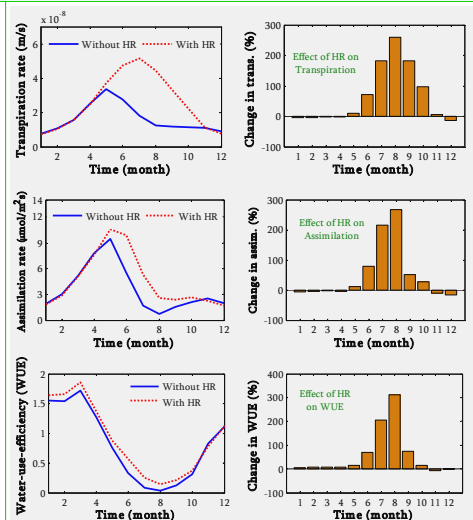 x 10⁻⁸
Transpiration rate (m/s)
6
4
2
0
Without HR
With HR
2
4
6
8
10
12
Time (month)
Change in trans. (%)
300
200
100
0
-100
Effect of HR on
Transpiration
1 2 3 4 5 6 7 8 9 10 11 12
Time (month)
Assimilation rate (μmol/m²s)
14
12
9
6
3
0
Without HR
With HR
2
4
6
8
10
12
Time (month)
Change in assim. (%)
300
200
100
0
-100
Effect of HR on
Assimilation
1 2 3 4 5 6 7 8 9 10 11 12
Time (month)
Water-use-efficiency (WUE)
2
1.5
1
0.5
0
Without HR
With HR
2
4
6
8
10
12
Time (month)
Change in WUE (%)
400
300
200
100
0
-100
Effect of HR
on WUE
1 2 3 4 5 6 7 8 9 10 11 12
Time (month)